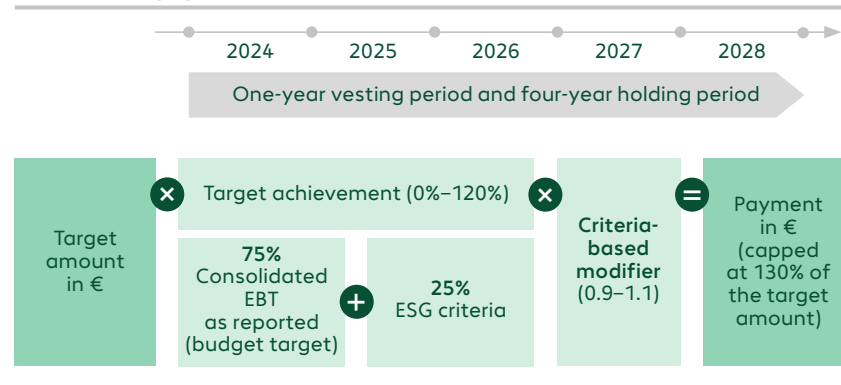 2024 2025 2026 2027 2028
One-year vesting period and four-year holding period
Target
amount
in €
×
Target achievement (0%–120%)
75%
Consolidated
EBT
as reported
(budget target)
+
25%
ESG criteria
×
Criteria-
based
modifier
(0.9–1.1)
=
Payment
in €
(capped
at 130% of
the target
amount)